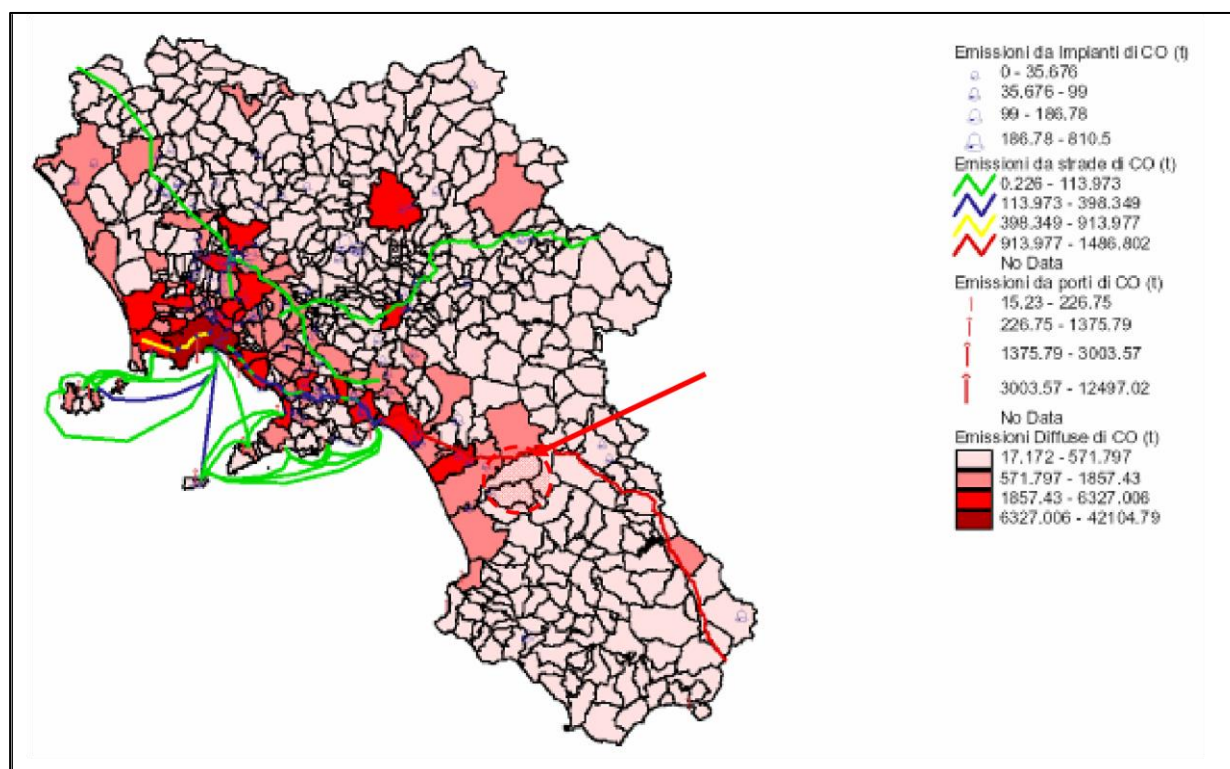 Emissioni da Impianti di CO (t)
0 - 35.676
35.676 - 99
99 - 186.78
186.78 - 810.5
Emissioni da strade di CO (t)
0.226 - 113.973
113.973 - 398.349
398.349 - 913.977
913.977 - 1486.802
No Data
Emissioni da porti di CO (t)
15.23 - 226.75
226.75 - 1375.79
1375.79 - 3003.57
3003.57 - 12497.02
No Data
Emissioni Diffuse di CO (t)
17.172 - 571.797
571.797 - 1857.43
1857.43 - 6327.006
6327.006 - 42104.79